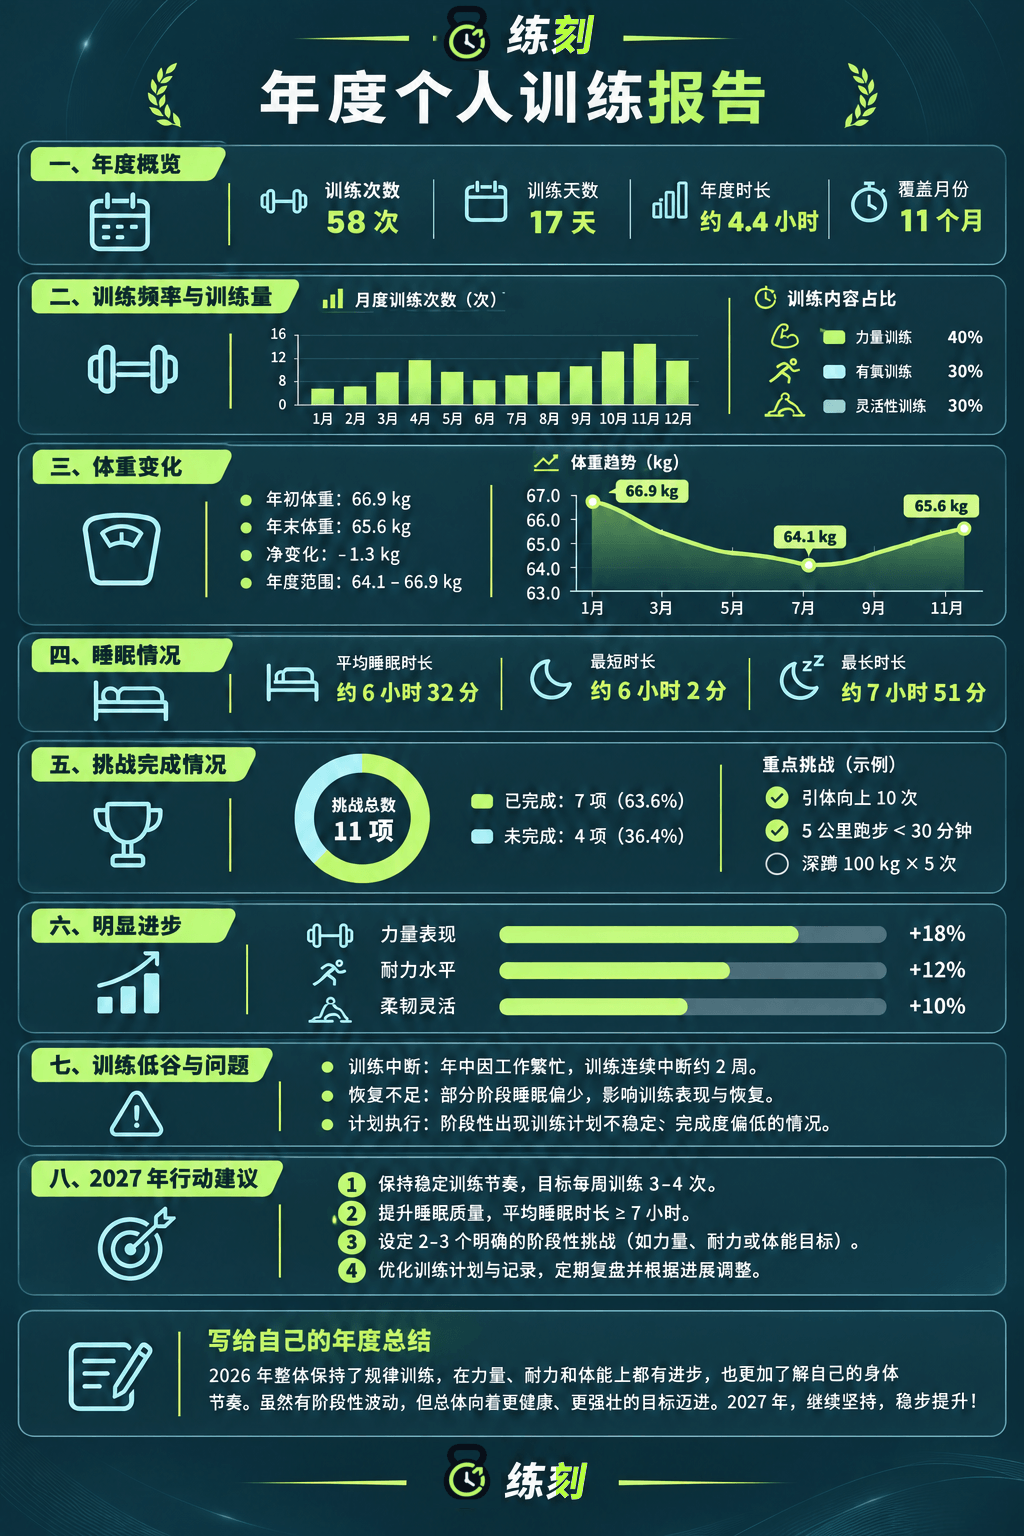 练刻
年度个人训练报告
一、年度概览
训练次数
58 次
训练天数
17 天
年度时长
约 4.4 小时
覆盖月份
11 个月
二、训练频率与训练量
月度训练次数（次）
16
12
8
4
0
1月 2月 3月 4月 5月 6月 7月 8月 9月 10月 11月 12月
训练内容占比
力量训练 40%
有氧训练 30%
灵活性训练 30%
三、体重变化
年初体重：66.9 kg
年末体重：65.6 kg
净变化：-1.3 kg
年度范围：64.1 – 66.9 kg
体重趋势（kg）
67.0
66.0
65.0
64.0
63.0
66.9 kg
64.1 kg
65.6 kg
1月 3月 5月 7月 9月 11月
四、睡眠情况
平均睡眠时长
约 6 小时 32 分
最短时长
约 6 小时 2 分
zZ
最长时长
约 7 小时 51 分
五、挑战完成情况
挑战总数
11 项
已完成：7 项（63.6%）
未完成：4 项（36.4%）
重点挑战（示例）
引体向上 10 次
5 公里跑步 < 30 分钟
深蹲 100 kg × 5 次
六、明显进步
力量表现 +18%
耐力水平 +12%
柔韧灵活 +10%
七、训练低谷与问题
训练中断：年中因工作繁忙，训练连续中断约 2 周。
恢复不足：部分阶段睡眠偏少，影响训练表现与恢复。
计划执行：阶段性出现训练计划不稳定、完成度偏低的情况。
八、2027 年行动建议
1 保持稳定训练节奏，目标每周训练 3–4 次。
2 提升睡眠质量，平均睡眠时长 ≥ 7 小时。
3 设定 2–3 个明确的阶段性挑战（如力量、耐力或体能目标）。
4 优化训练计划与记录，定期复盘并根据进展调整。
写给自己的年度总结
2026 年整体保持了规律训练，在力量、耐力和体能上都有进步，也更加了解自己的身体
节奏。虽然有阶段性波动，但总体向着更健康、更强壮的目标迈进。2027 年，继续坚持，稳步提升！
练刻